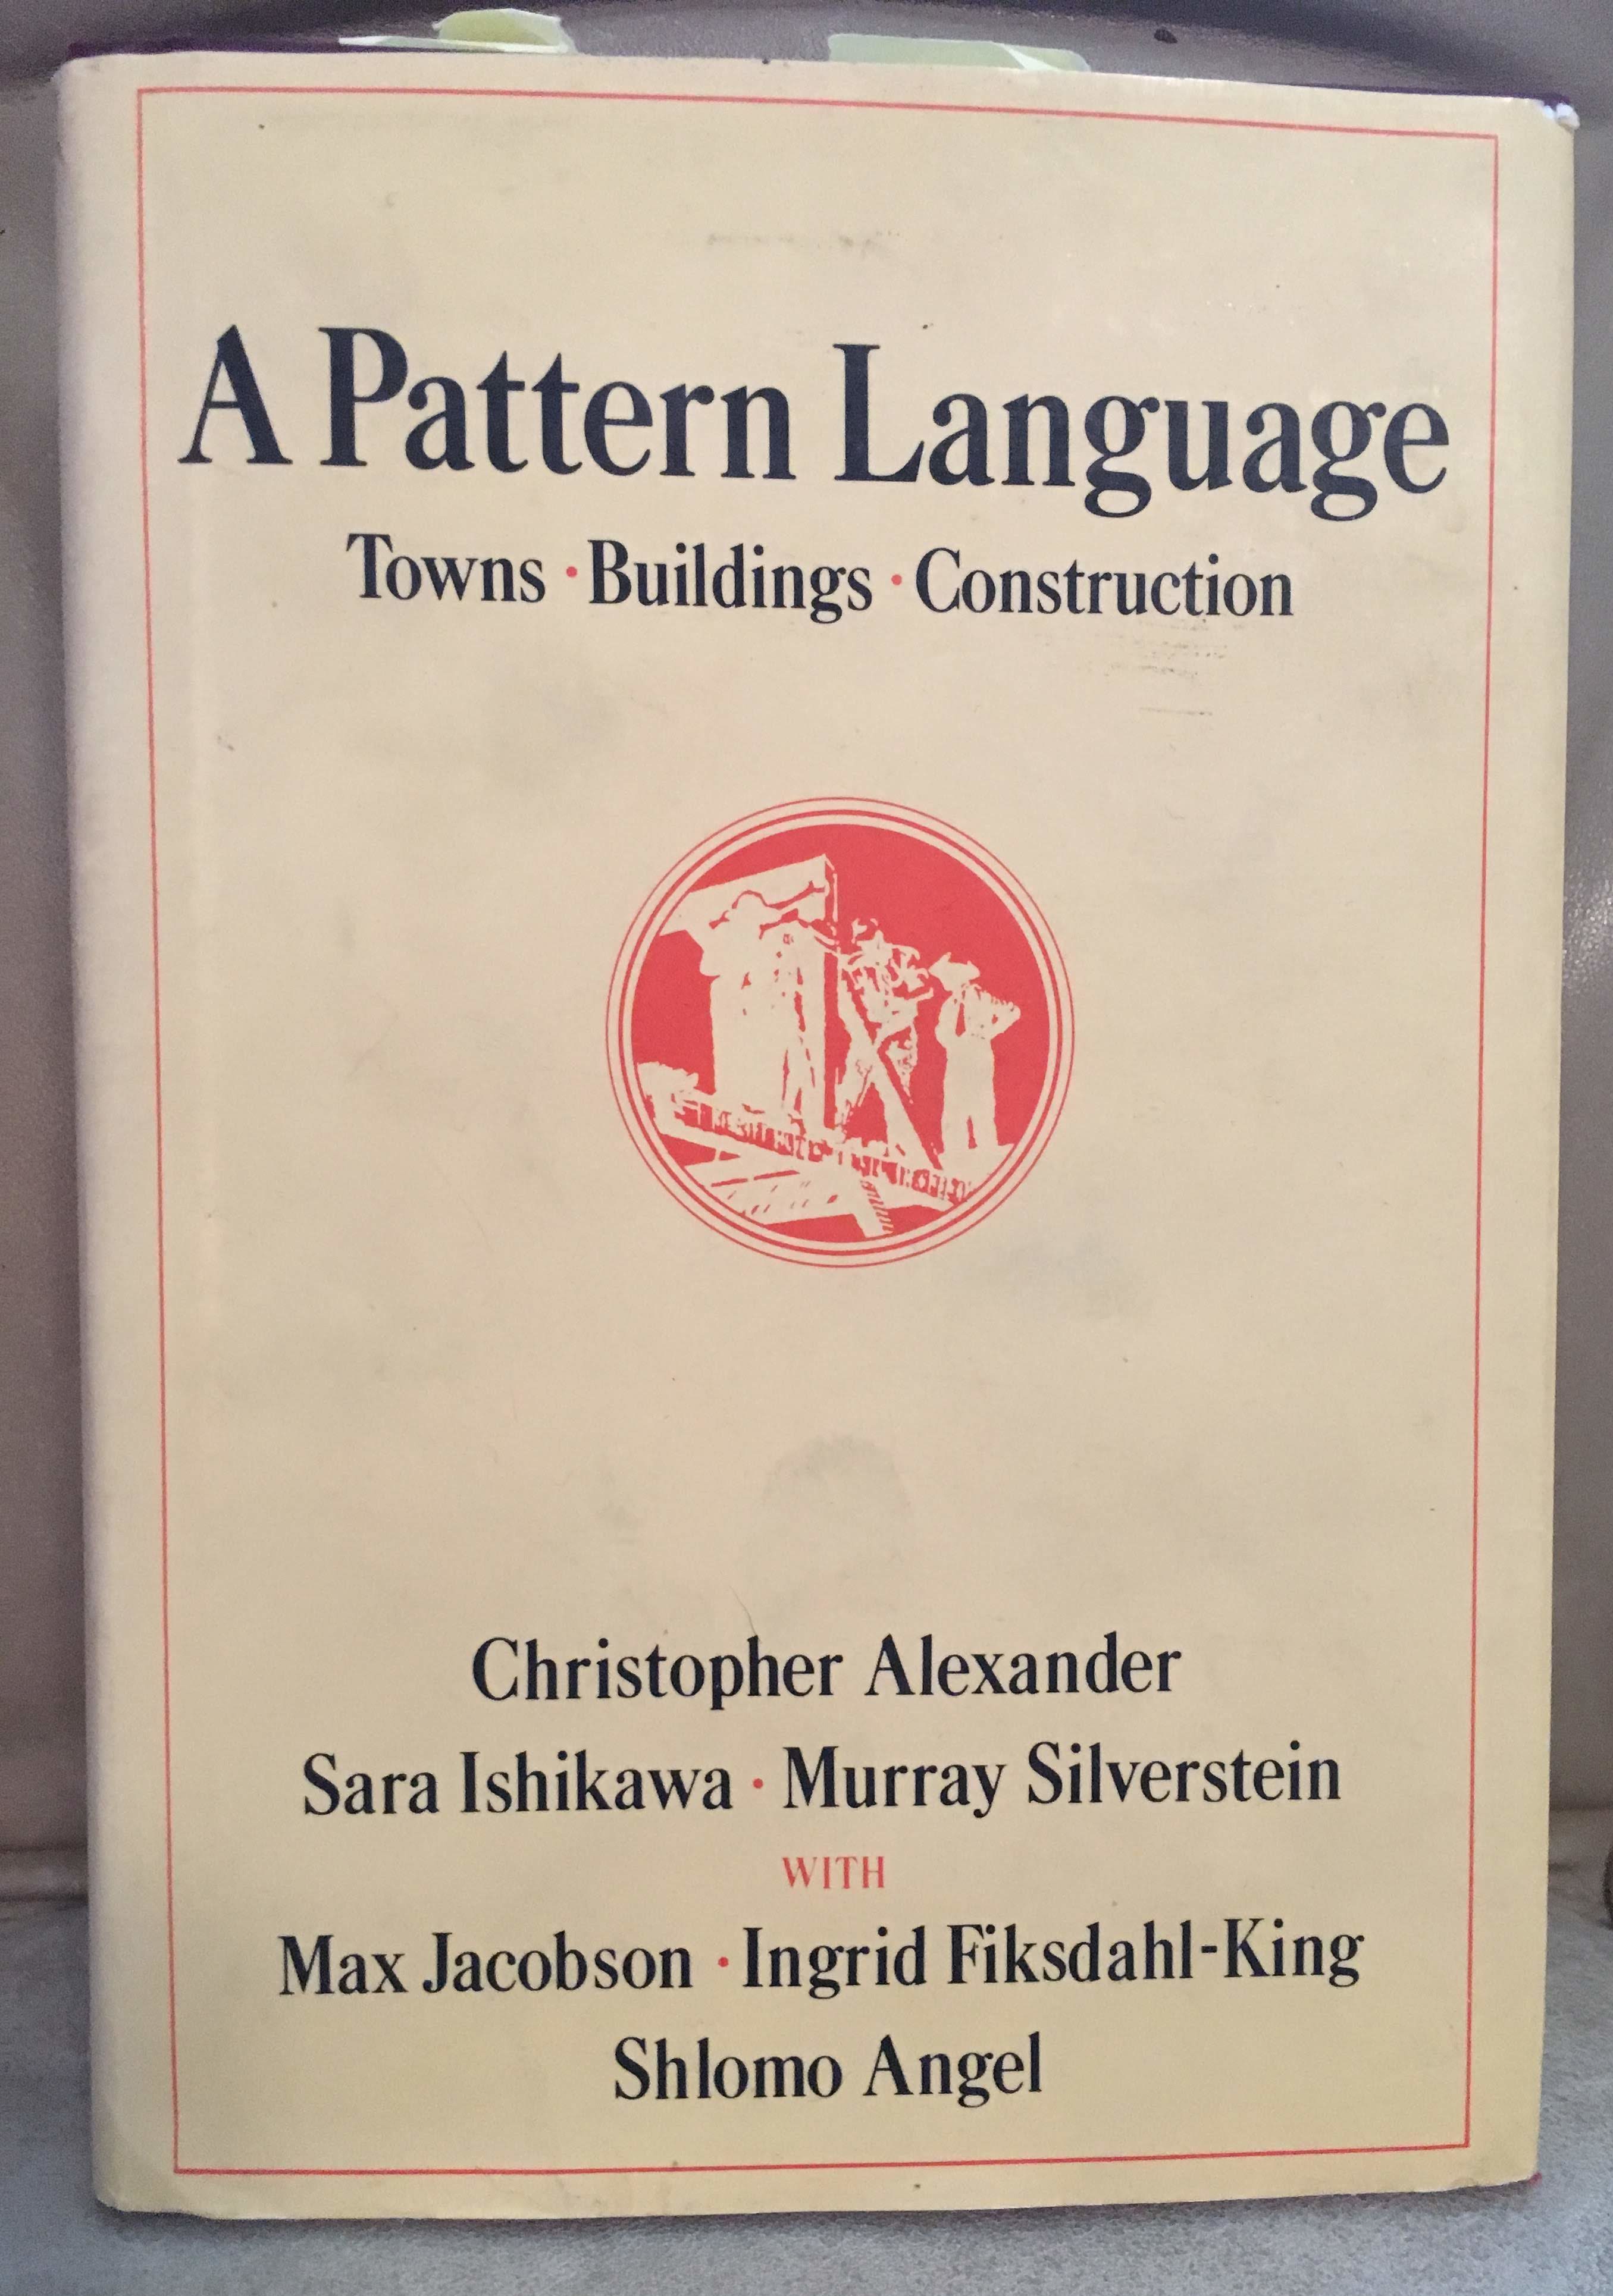 A Pattern Language
Towns · Buildings · Construction
Christopher Alexander
Sara Ishikawa · Murray Silverstein
WITH
Max Jacobson · Ingrid Fiksdahl-King
Shlomo Angel